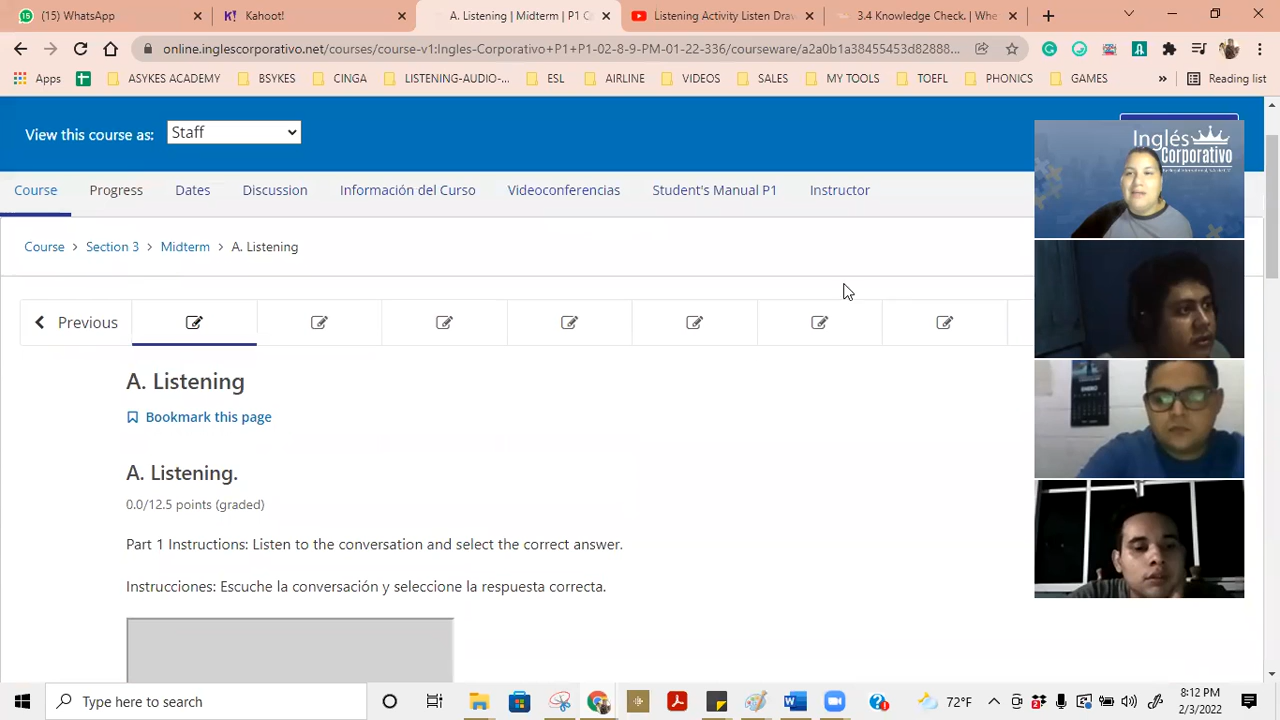 (15) WhatsApp
Kahoot!
A. Listening | Midterm | P1 C
Listening Activity Listen Draw
3.4 Knowledge Check. | Whe
online.inglescorporativo.net/courses/course-v1:Ingles-Corporativo+P1+P1-02-8-9-PM-01-22-336/courseware/a2a0b1a38455453d82888...
Apps
ASYKES ACADEMY
BSYKES
CINGA
LISTENING-AUDIO-...
ESL
AIRLINE
VIDEOS
SALES
MY TOOLS
TOEFL
PHONICS
GAMES
»
Reading list
View this course as:
Staff
Inglés
Corporativo
Course
Progress
Dates
Discussion
Información del Curso
Videoconferencias
Student's Manual P1
Instructor
Course > Section 3 > Midterm > A. Listening
Previous
A. Listening
Bookmark this page
A. Listening.
0.0/12.5 points (graded)
Part 1 Instructions: Listen to the conversation and select the correct answer.
Instrucciones: Escuche la conversación y seleccione la respuesta correcta.
ENERO
Type here to search
72°F
8:12 PM
2/3/2022